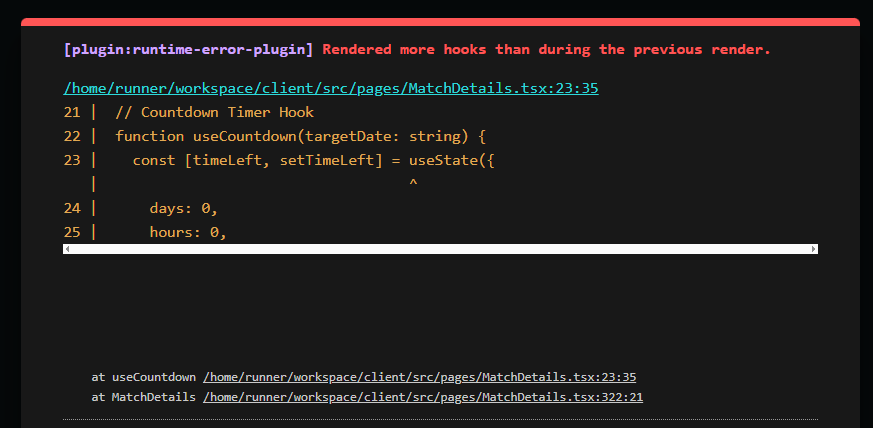 [plugin:runtime-error-plugin] Rendered more hooks than during the previous render.
/home/runner/workspace/client/src/pages/MatchDetails.tsx:23:35
21 |  // Countdown Timer Hook
22 |  function useCountdown(targetDate: string) {
23 |    const [timeLeft, setTimeLeft] = useState({
   |                                    ^
24 |      days: 0,
25 |      hours: 0,
at useCountdown /home/runner/workspace/client/src/pages/MatchDetails.tsx:23:35
at MatchDetails /home/runner/workspace/client/src/pages/MatchDetails.tsx:322:21